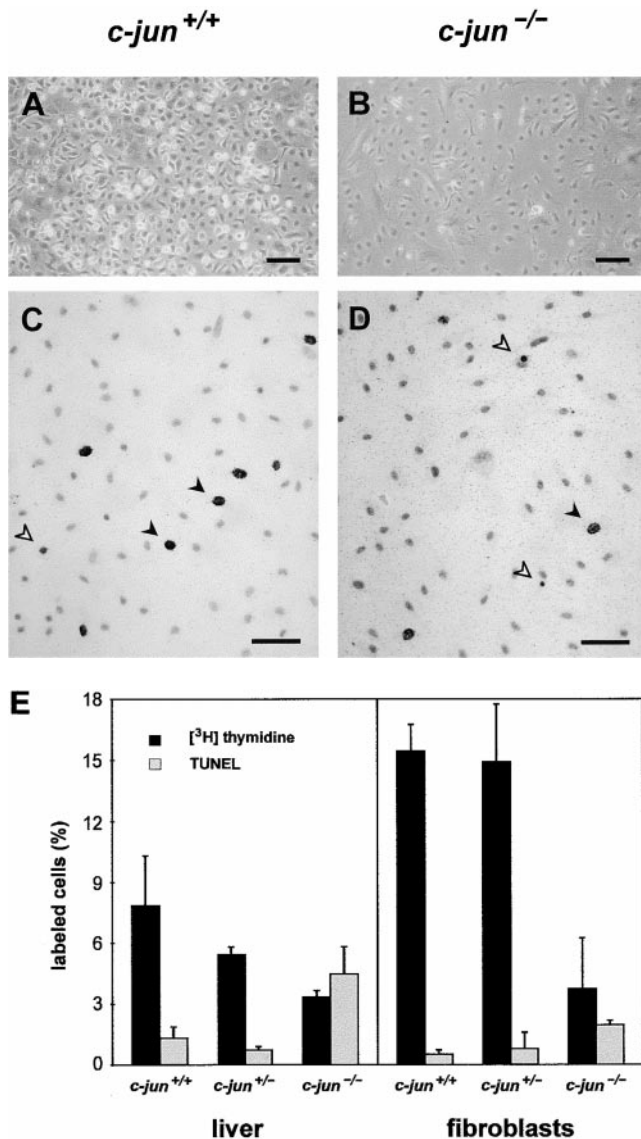 c-jun+/+ c-jun−/−
A B
C D
E
18
[³H] thymidine
15
TUNEL
12
labeled cells (%)
9
6
3
0
c-jun+/+ c-jun+/− c-jun−/− c-jun+/+ c-jun+/− c-jun−/−
liver fibroblasts